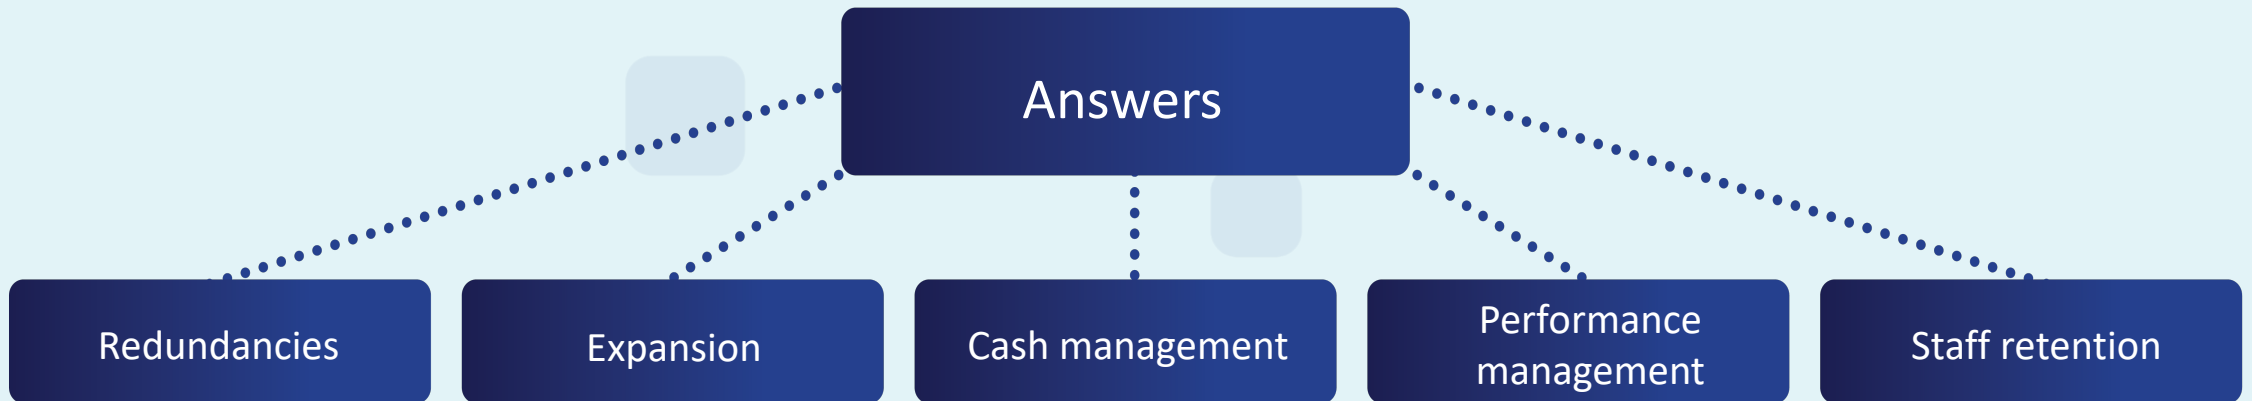 Answers
Redundancies
Expansion
Cash management
Performance
management
Staff retention